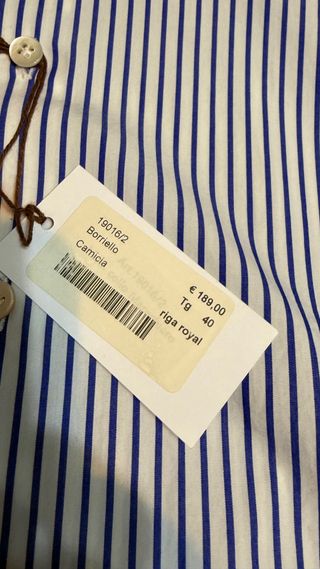 19016/2
Borriello
Camicia
€ 189,00
Tg 40
riga royal